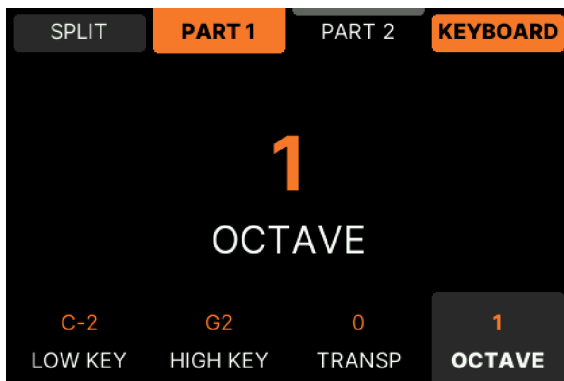 SPLIT PART 1 PART 2 KEYBOARD
1
OCTAVE
C-2 G2 0 1
LOW KEY HIGH KEY TRANSP OCTAVE